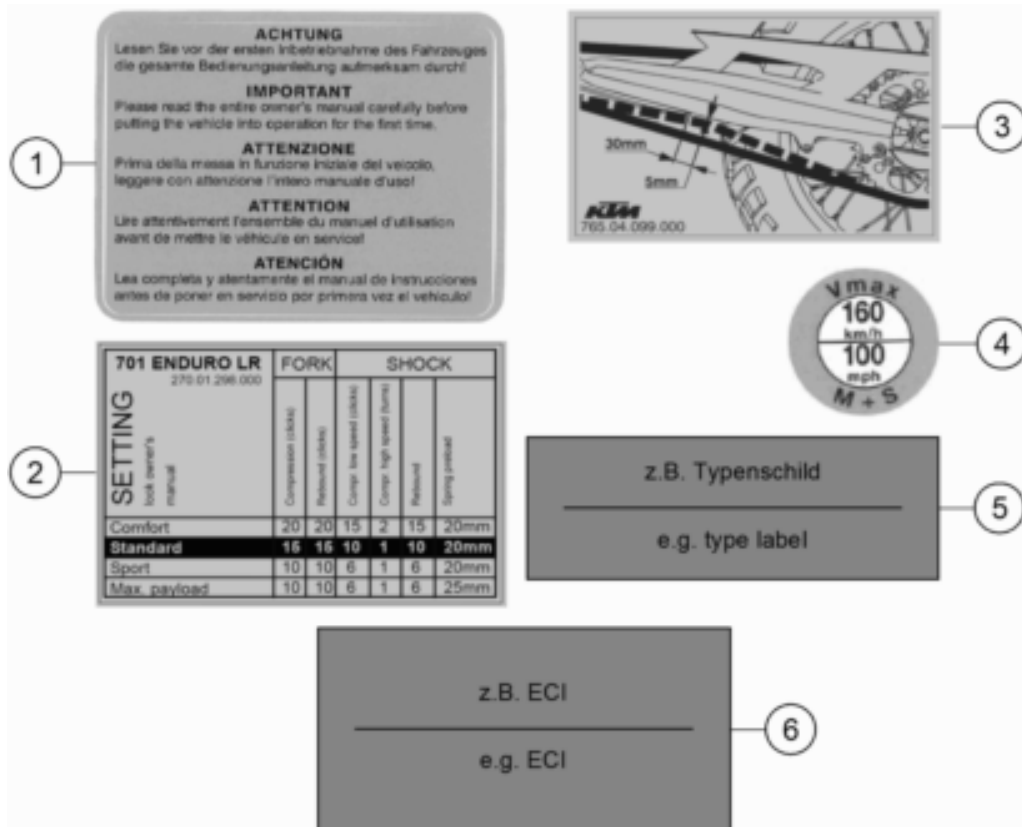 ACHTUNG
Lesen Sie vor der ersten Inbetriebnahme des Fahrzeuges
die gesamte Bedienungsanleitung aufmerksam durch!
IMPORTANT
Please read the entire owner's manual carefully before
putting the vehicle into operation for the first time.
ATTENZIONE
Prima della messa in funzione iniziale del veicolo,
leggere con attenzione l'intero manuale d'uso!
ATTENTION
Lire attentivement l'ensemble du manuel d'utilisation
avant de mettre le véhicule en service!
ATENCIÓN
Lea completa y atentamente el manual de instrucciones
antes de poner en servicio por primera vez el vehiculo!
1
30mm
5mm
KTM
765.04.099.000
3
Vmax
160
km/h
100
mph
M + S
4
701 ENDURO LR FORK SHOCK
270.01.298.000
SETTING
look owner's
manual
Compression (clicks)
Rebound (clicks)
Compr. low speed (clicks)
Compr. high speed (turns)
Rebound
Spring preload
Comfort 20 20 15 2 15 20mm
Standard 15 15 10 1 10 20mm
Sport 10 10 6 1 6 20mm
Max. payload 10 10 6 1 6 25mm
2
z.B. Typenschild
e.g. type label
5
z.B. ECI
e.g. ECI
6